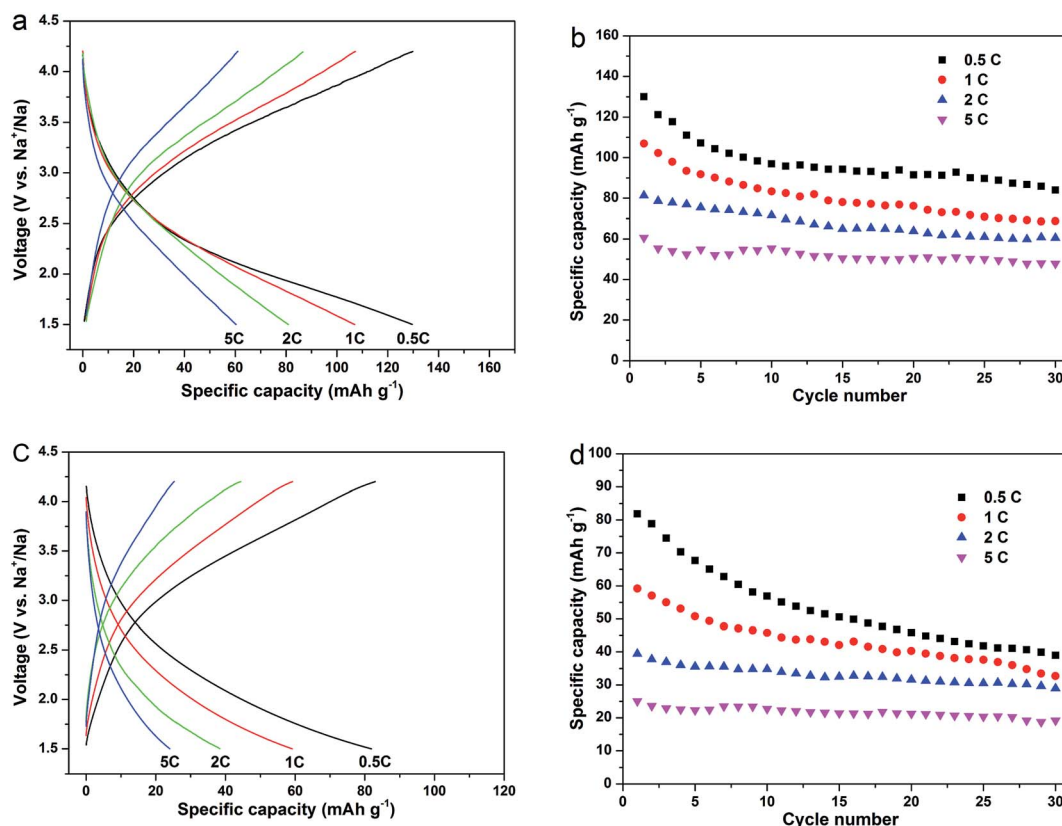 a
4.5
4.0
3.5
3.0
2.5
2.0
1.5
Voltage (V vs. Na⁺/Na)
5C 2C 1C 0.5C
0 20 40 60 80 100 120 140 160
Specific capacity (mAh g⁻¹)
b
160
140
120
100
80
60
40
20
0
Specific capacity (mAh g⁻¹)
0.5 C
1 C
2 C
5 C
0 5 10 15 20 25 30
Cycle number
C
4.5
4.0
3.5
3.0
2.5
2.0
1.5
Voltage (V vs. Na⁺/Na)
5C 2C 1C 0.5C
0 20 40 60 80 100 120
Specific capacity (mAh g⁻¹)
d
100
90
80
70
60
50
40
30
20
10
0
Specific capacity (mAh g⁻¹)
0.5 C
1 C
2 C
5 C
0 5 10 15 20 25 30
Cycle number